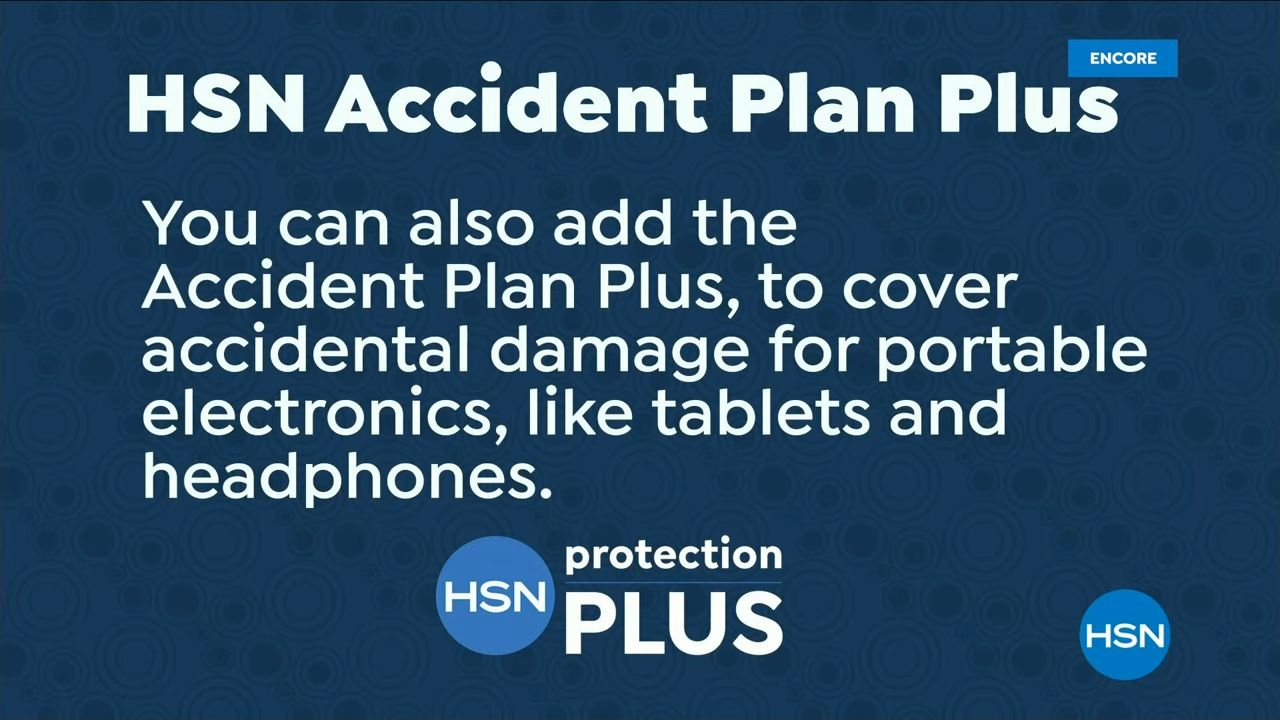 ENCORE
HSN Accident Plan Plus
You can also add the
Accident Plan Plus, to cover
accidental damage for portable
electronics, like tablets and
headphones.
HSN protection
PLUS
HSN